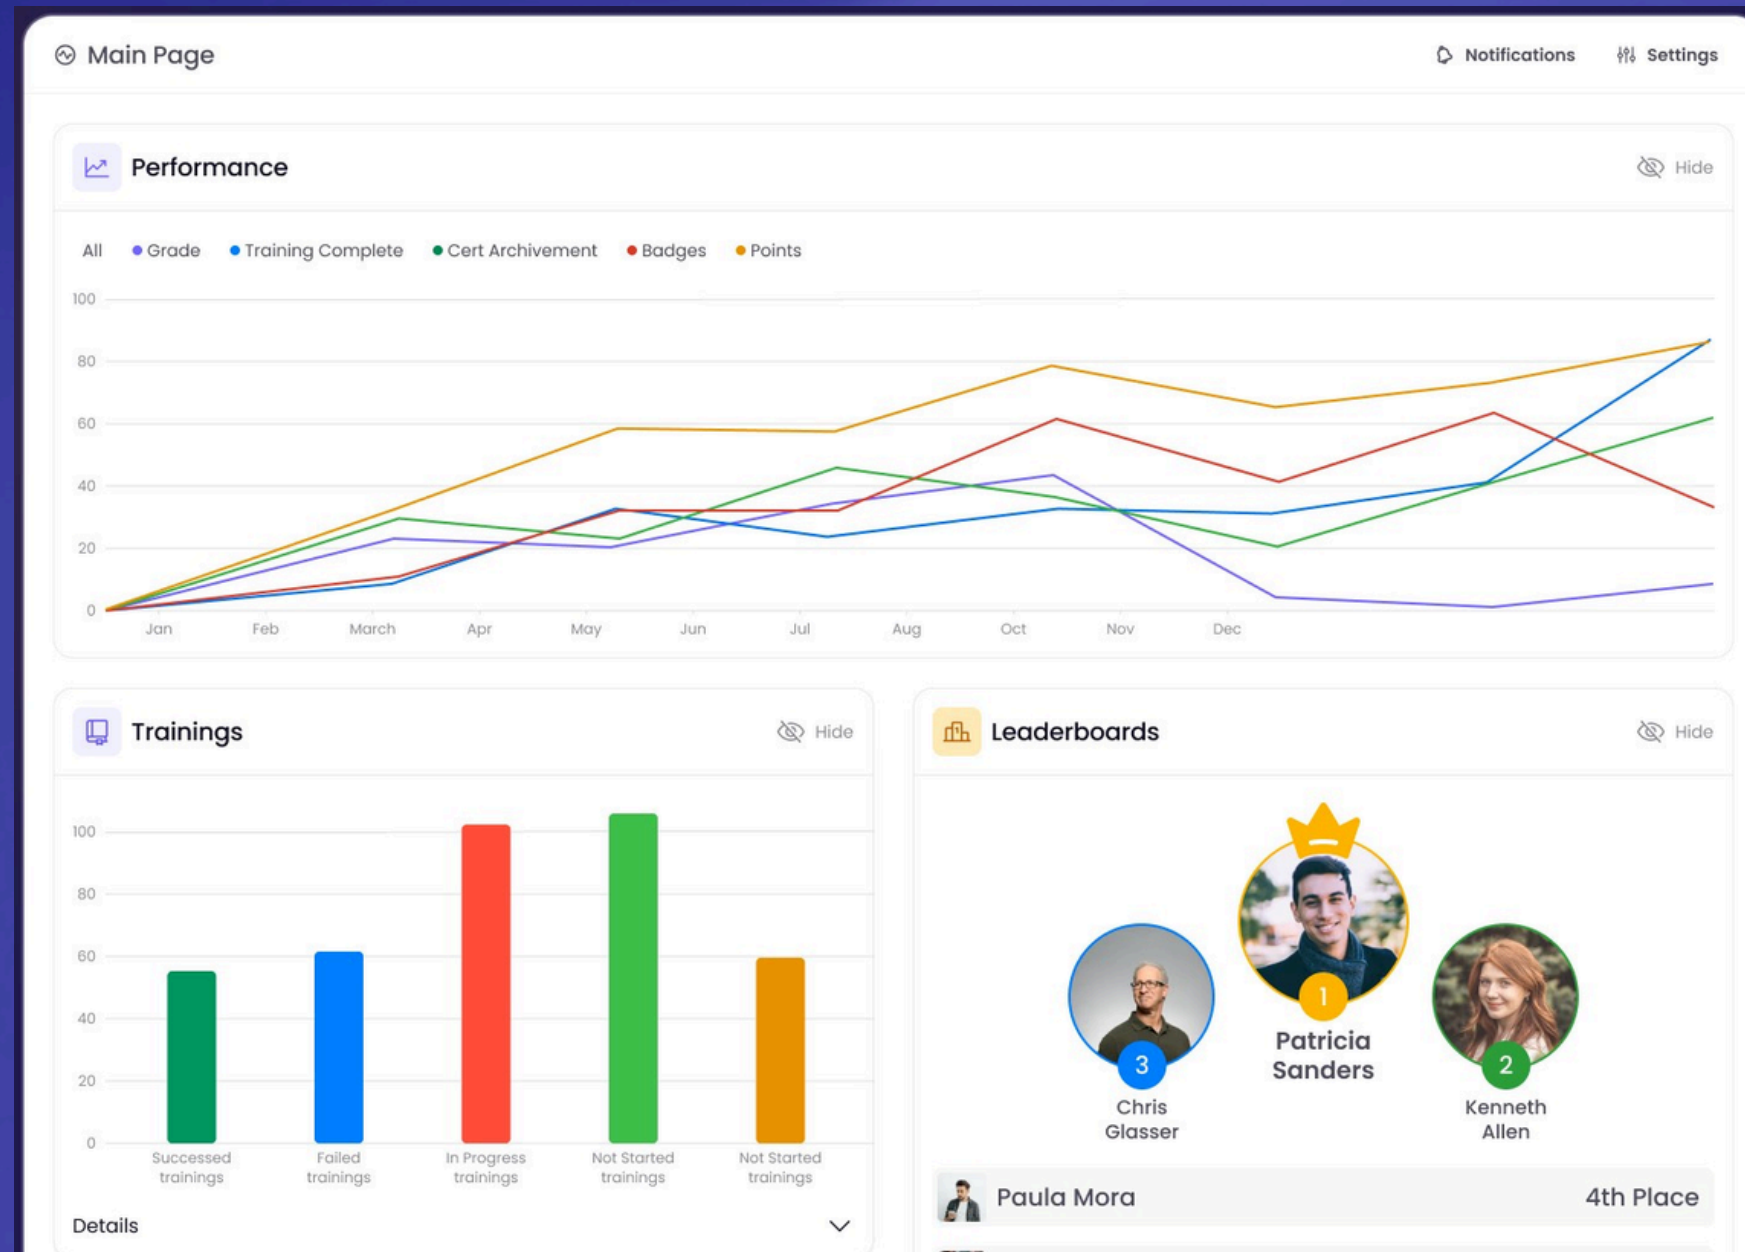 Main Page
Notifications
Settings
Performance
Hide
All
Grade
Training Complete
Cert Archivement
Badges
Points
100
80
60
40
20
0
Jan
Feb
March
Apr
May
Jun
Jul
Aug
Oct
Nov
Dec
Trainings
Hide
100
80
60
40
20
0
Successed
trainings
Failed
trainings
In Progress
trainings
Not Started
trainings
Not Started
trainings
Details
Leaderboards
Hide
1
Patricia
Sanders
3
Chris
Glasser
2
Kenneth
Allen
Paula Mora
4th Place